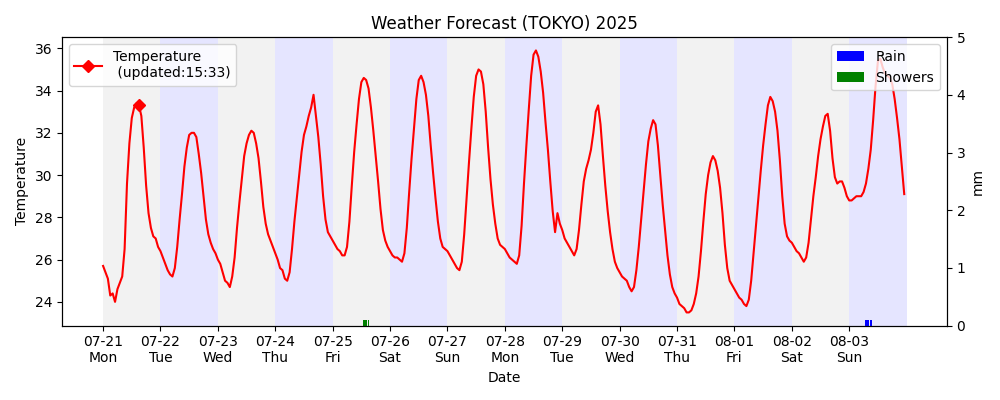 Weather Forecast (TOKYO) 2025
Temperature
(updated:15:33)
Rain
Showers
Temperature
36
34
32
30
28
26
24
5
4
3
2
1
0
mm
07-21 07-22 07-23 07-24 07-25 07-26 07-27 07-28 07-29 07-30 07-31 08-01 08-02 08-03
Mon Tue Wed Thu Fri Sat Sun Mon Tue Wed Thu Fri Sat Sun
Date